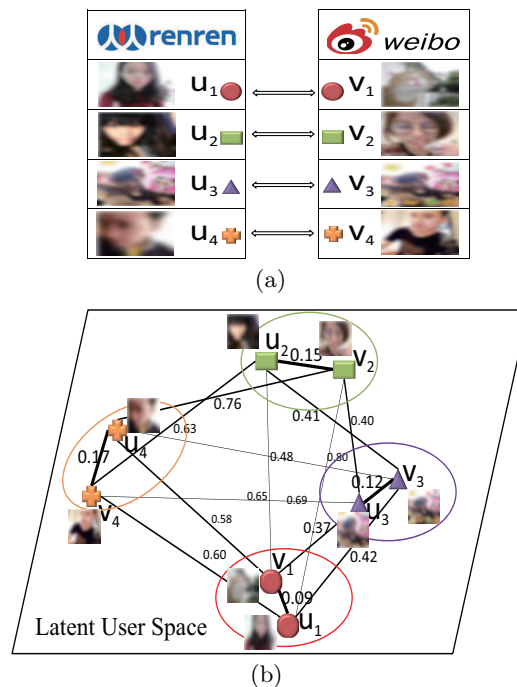 renren weibo
u1 v1
u2 v2
u3 v3
u4 v4
(a)
u2 0.15 v2
0.76 0.41 0.40
u4 0.63
0.17 0.48 0.80 v3
0.12
v4 0.65 0.69 u3
0.58 0.37
0.60 v1 0.42
0.09
u1
Latent User Space
(b)